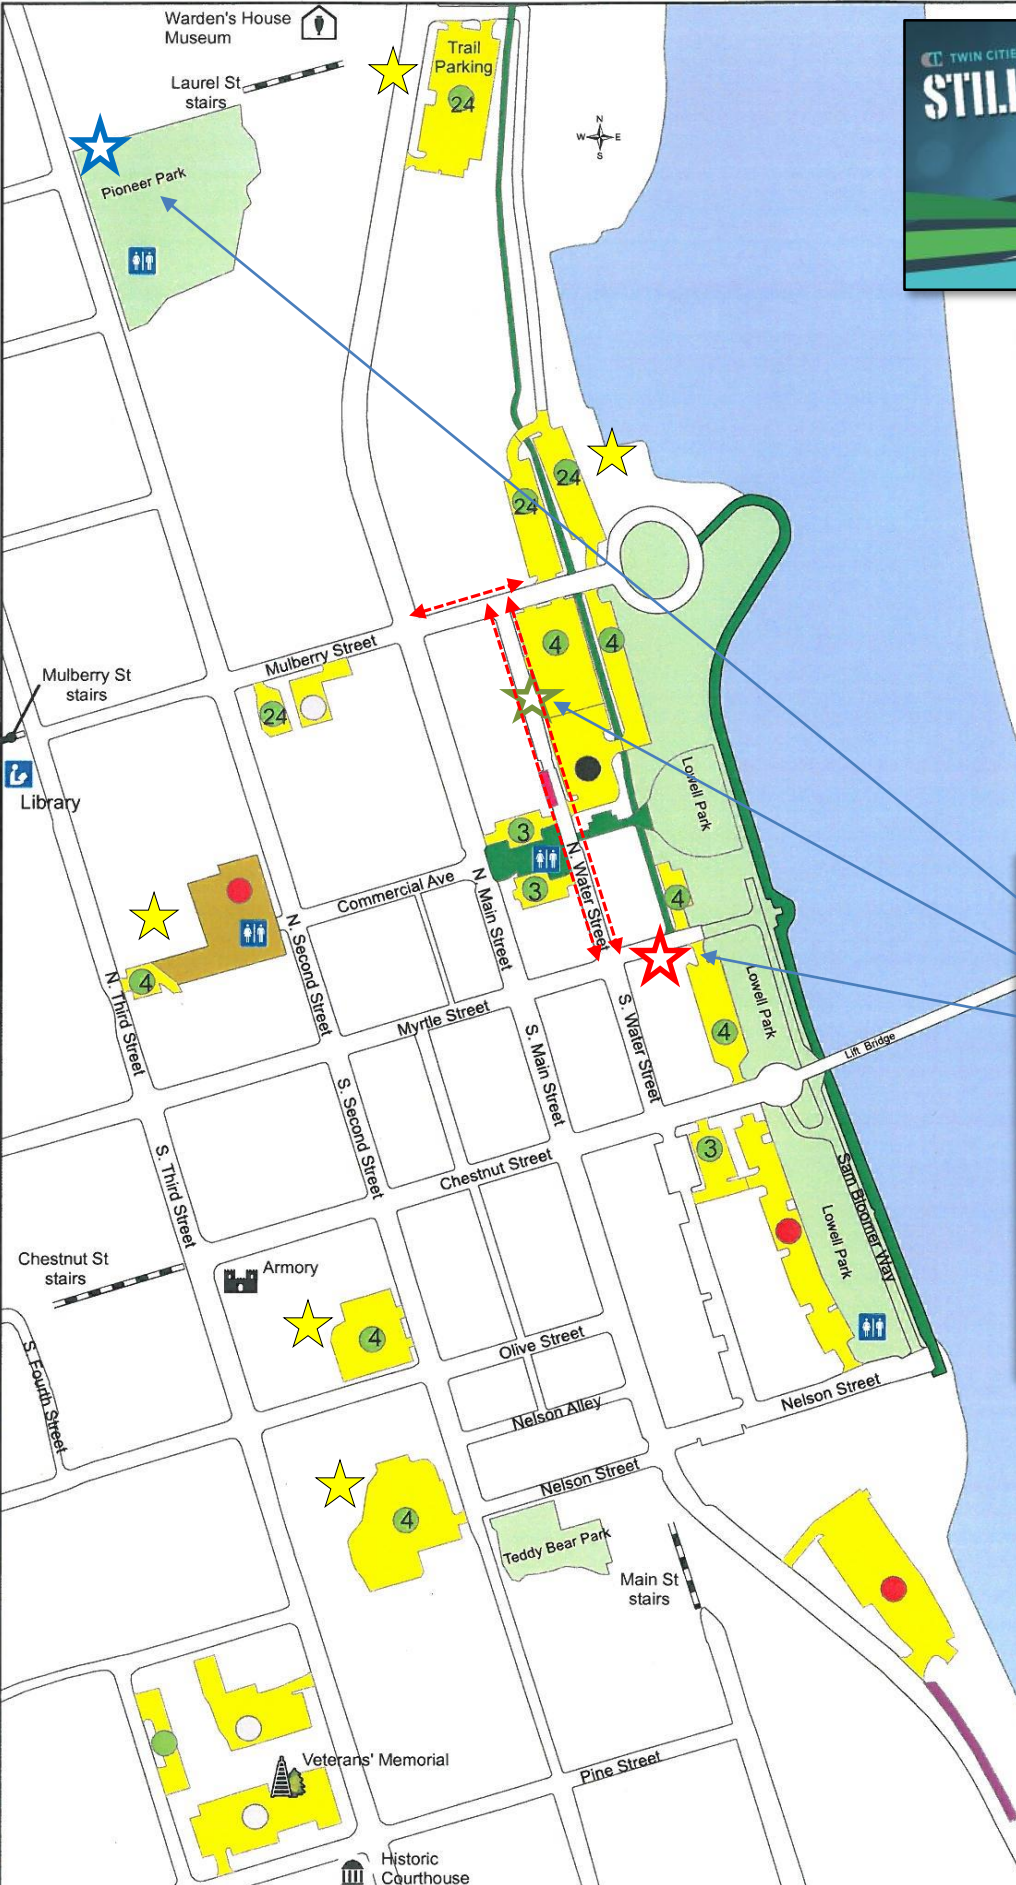 Warden's House
Museum
Laurel St
stairs
Trail
Parking
24
TWIN CITIE
STILL
N
W E
S
Pioneer Park
24
24
4
4
Mulberry Street
Mulberry St
stairs
24
Library
Lowell Park
3
3
N. Water Street
4
Commercial Ave
N. Main Street
N. Second Street
4
N. Third Street
Myrtle Street
Lowell Park
S. Water Street
4
Lift Bridge
S. Main Street
S. Second Street
3
S. Third Street
Chestnut Street
Sam Bloomer Way
Lowell Park
Chestnut St
stairs
Armory
4
Olive Street
S. Fourth Street
Nelson Street
Nelson Alley
Nelson Street
4
Teddy Bear Park
Main St
stairs
Veterans' Memorial
Pine Street
Historic
Courthouse